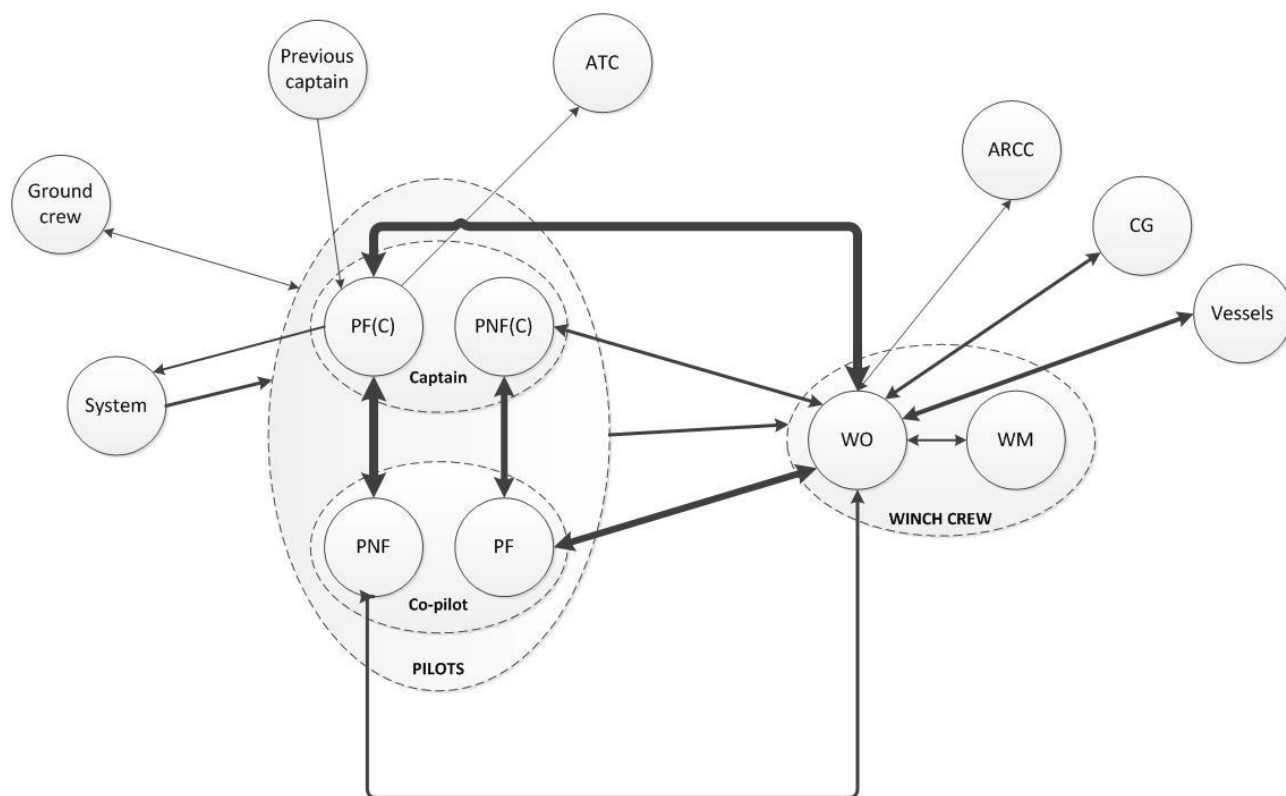 Previous
captain
ATC
ARCC
Ground
crew
CG
Vessels
PF(C)
PNF(C)
Captain
System
WO
WM
WINCH CREW
PNF
PF
Co-pilot
PILOTS